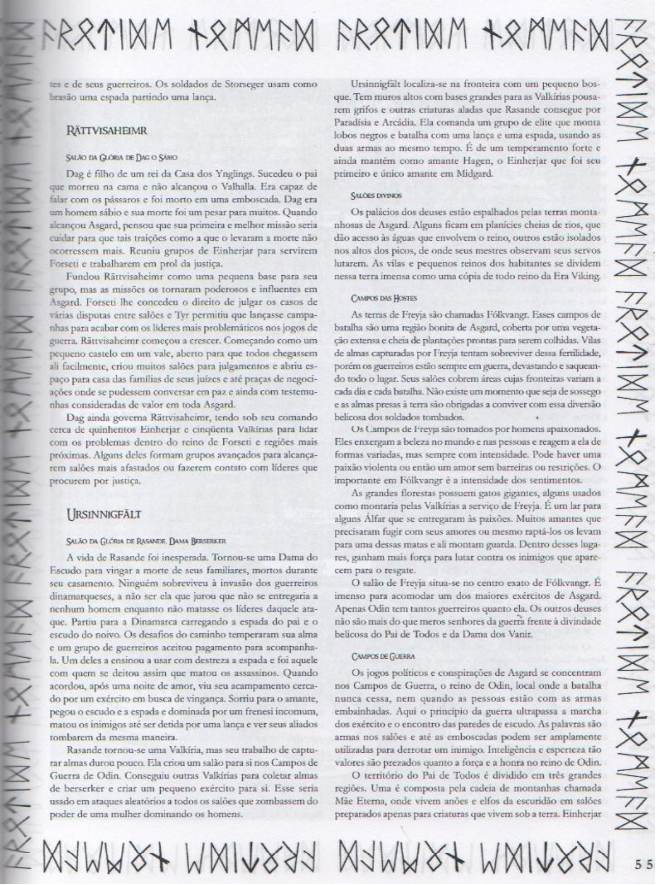 tes e de seus guerreiros. Os soldados de Storseger usam como
brasão uma espada partindo uma lança.
RÄTTVISAHEIMR
SALÃO DA GLÓRIA DE DAG O SÁBIO
Dag é filho de um rei da Casa dos Ynglings. Sucedeu o pai
que morreu na cama e não alcançou o Valhalla. Era capaz de
falar com os pássaros e foi morto em uma emboscada. Dag era
um homem sábio e sua morte foi um pesar para muitos. Quando
alcançou Asgard, pensou que sua primeira e melhor missão seria
cuidar para que tais traições como a que o levaram a morte não
ocorressem mais. Reuniu grupos de Einherjar para servirem
Forseti e trabalharem em prol da justiça.
Fundou Rättvisaheimr como uma pequena base para seu
grupo, mas as missões os tornaram poderosos e influentes em
Asgard. Forseti lhe concedeu o direito de julgar os casos de
várias disputas entre salões e Tyr permitiu que lançasse campa-
nhas para acabar com os líderes mais problemáticos nos jogos de
guerra. Rättvisaheimr começou a crescer. Começando como um
pequeno castelo em um vale, aberto para que todos chegassem
ali facilmente, criou muitos salões para julgamentos e abriu es-
paço para casa das famílias de seus juízes e até praças de negoci-
ações onde se pudessem conversar em paz e ainda com testemu-
nhas consideradas de valor em toda Asgard.
Dag ainda governa Rättvisaheimr, tendo sob seu comando
cerca de quinhentos Einherjar e cinqüenta Valkírias para lidar
com os problemas dentro do reino de Forseti e regiões mais
próximas. Alguns deles formam grupos avançados para alcança-
rem salões mais afastados ou fazerem contato com líderes que
procurem por justiça.
URSINNIGFÄLT
SALÃO DA GLÓRIA DE RASANDE, DAMA BERSERKER
A vida de Rasande foi inesperada. Tornou-se uma Dama do
Escudo para vingar a morte de seus familiares, mortos durante
seu casamento. Ninguém sobreviveu à invasão dos guerreiros
dinamarqueses, a não ser ela que jurou que não se entregaria a
nenhum homem enquanto não matasse os líderes daquele ata-
que. Partiu para a Dinamarca carregando a espada do pai e o
escudo do noivo. Os desafios do caminho temperaram sua alma
e um grupo de guerreiros aceitou pagamento para acompanha-
la. Um deles a ensinou a usar com destreza a espada e foi aquele
com quem se deitou assim que matou os assassinos. Quando
acordou, após uma noite de amor, viu seu acampamento cerca-
do por um exército em busca de vingança. Sorriu para o amante,
pegou o escudo e a espada e dominada por um frenesi incomum,
matou os inimigos até ser detida por uma lança e ver seus aliados
tombarem da mesma maneira.
Rasande tornou-se uma Valkíria, mas seu trabalho de captu-
rar almas durou pouco. Ela criou um salão para si nos Campos de
Guerra de Odin. Conseguiu outras Valkírias para coletar almas
de berserker e criar um pequeno exército para si. Esse seria
usado em ataques aleatórios a todos os salões que zombassem do
poder de uma mulher dominando os homens.
Ursinnigfält localiza-se na fronteira com um pequeno bos-
que. Tem muros altos com bases grandes para as Valkírias pousa-
rem grifos e outras criaturas aladas que Rasande consegue por
Paradísia e Arcádia. Ela comanda um grupo de elite que monta
lobos negros e batalha com uma lança e uma espada, usando as
duas armas ao mesmo tempo. É de um temperamento forte e
ainda mantém como amante Hagen, o Einherjar que foi seu
primeiro e único amante em Midgard.
SALÕES DIVINOS
Os palácios dos deuses estão espalhados pelas terras monta-
nhosas de Asgard. Alguns ficam em planícies cheias de rios, que
dão acesso às águas que envolvem o reino, outros estão isolados
nos altos dos picos, de onde seus mestres observam seus servos
lutarem. As vilas e pequenos reinos dos habitantes se dividem
nessa terra imensa como uma cópia de todo reino da Era Viking.
CAMPOS DAS HOSTES
As terras de Freyja são chamadas Fólkvangr. Esses campos de
batalha são uma região bonita de Asgard, coberta por uma vegeta-
ção extensa e cheia de plantações prontas para serem colhidas. Vilas
de almas capturadas por Freyja tentam sobreviver dessa fertilidade,
porém os guerreiros estão sempre em guerra, devastando e saquean-
do todo o lugar. Seus salões cobrem áreas cujas fronteiras variam a
cada dia e cada batalha. Não existe um momento que seja de sossego
e as almas presas à terra são obrigadas a conviver com essa diversão
belicosa dos soldados tombados.
Os Campos de Freyja são tomados por homens apaixonados.
Eles enxergam a beleza no mundo e nas pessoas e reagem a ela de
formas variadas, mas sempre com intensidade. Pode haver uma
paixão violenta ou então um amor sem barreiras ou restrições. O
importante em Fólkvangr é a intensidade dos sentimentos.
As grandes florestas possuem gatos gigantes, alguns usados
como montaria pelas Valkírias a serviço de Freyja. É um lar para
alguns Álfar que se entregaram às paixões. Muitos amantes que
precisaram fugir com seus amores ou mesmo raptá-los os levam
para uma dessas matas e ali montam guarda. Dentro desses luga-
res, ganham mais força para lutar contra os inimigos que apare-
cem para o resgate.
O salão de Freyja situa-se no centro exato de Fólkvangr. É
imenso para acomodar um dos maiores exércitos de Asgard.
Apenas Odin tem tantos guerreiros quanto ela. Os outros deuses
não são mais do que meros senhores da guerra frente à divindade
belicosa do Pai de Todos e da Dama dos Vanir.
CAMPOS DE GUERRA
Os jogos políticos e conspirações de Asgard se concentram
nos Campos de Guerra, o reino de Odin, local onde a batalha
nunca cessa, nem quando as pessoas estão com as armas
embainhadas. Aqui o princípio da guerra ultrapassa a marcha
dos exército e o encontro das paredes de escudo. As palavras são
armas nos salões e até as emboscadas podem ser amplamente
utilizadas para derrotar um inimigo. Inteligência e esperteza tão
valores são prezados quanto a força e a honra no reino de Odin.
O território do Pai de Todos é dividido em três grandes
regiões. Uma é composta pela cadeia de montanhas chamada
Mãe Eterna, onde vivem anões e elfos da escuridão em salões
preparados apenas para criaturas que vivem sob a terra. Einherjar
55